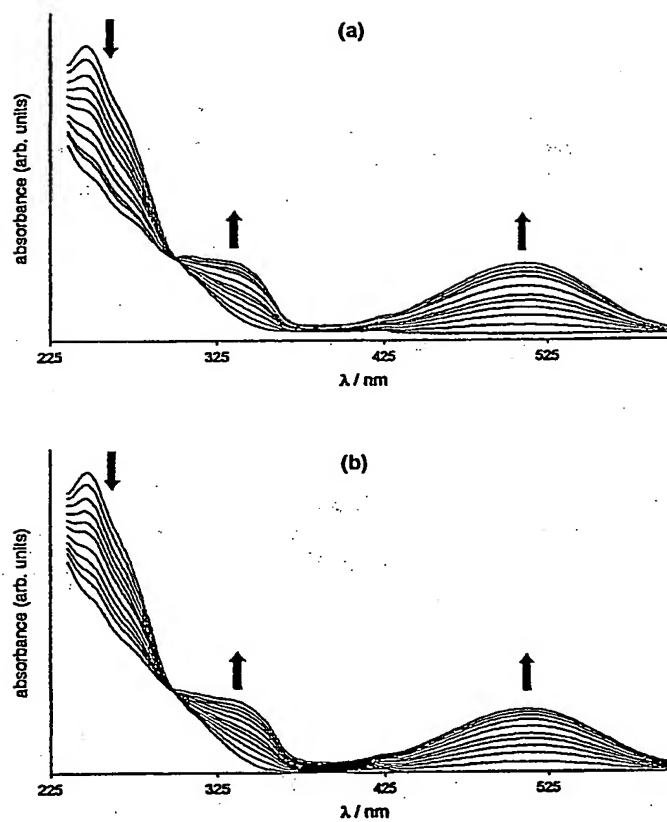 (a)
absorbance (arb. units)
225
325
425
525
λ / nm
(b)
absorbance (arb. units)
225
325
425
525
λ / nm